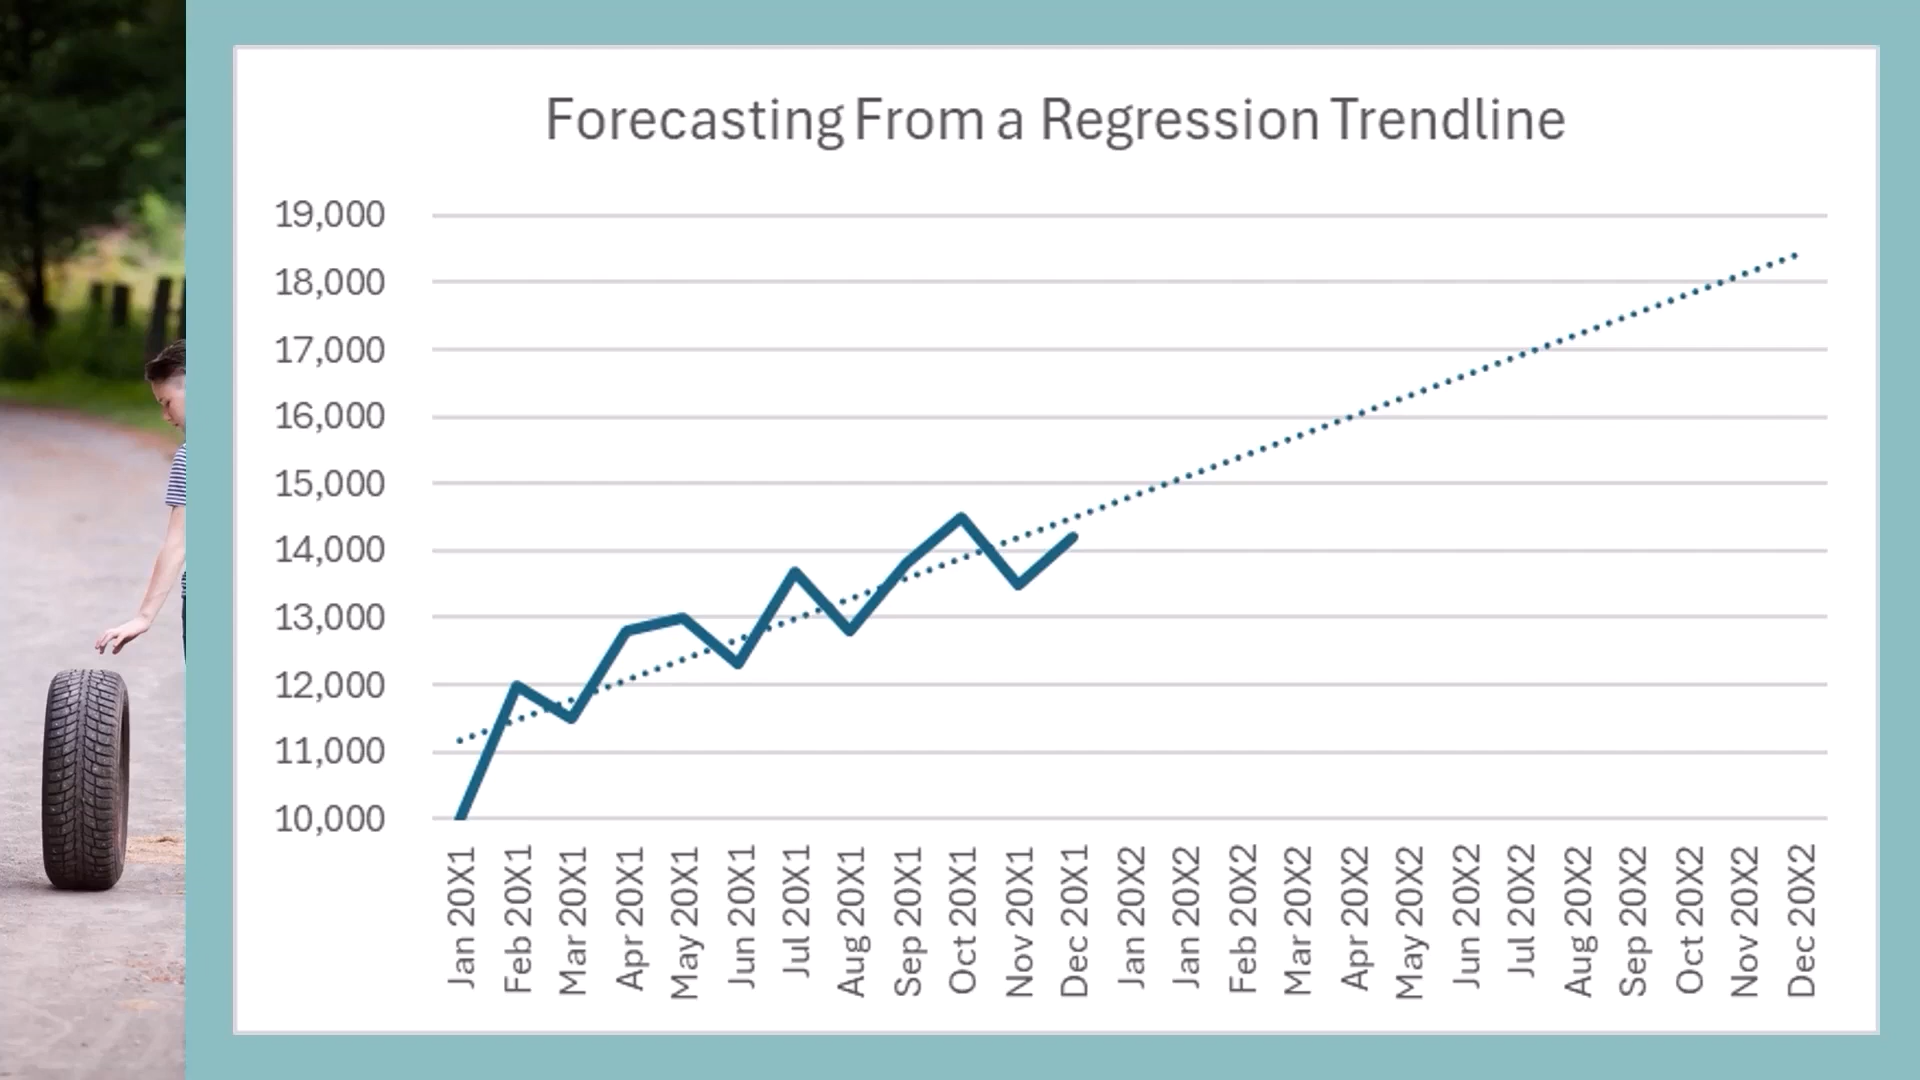 Forecasting From a Regression Trendline
19,000
18,000
17,000
16,000
15,000
14,000
13,000
12,000
11,000
10,000
Jan 20X1
Feb 20X1
Mar 20X1
Apr 20X1
May 20X1
Jun 20X1
Jul 20X1
Aug 20X1
Sep 20X1
Oct 20X1
Nov 20X1
Dec 20X1
Jan 20X2
Jan 20X2
Feb 20X2
Mar 20X2
Apr 20X2
May 20X2
Jun 20X2
Jul 20X2
Aug 20X2
Sep 20X2
Oct 20X2
Nov 20X2
Dec 20X2